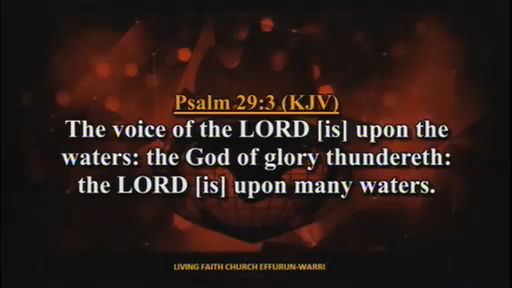 Psalm 29:3 (KJV)
The voice of the LORD [is] upon the
waters: the God of glory thundereth:
the LORD [is] upon many waters.
LIVING FAITH CHURCH EFFURUN-WARRI